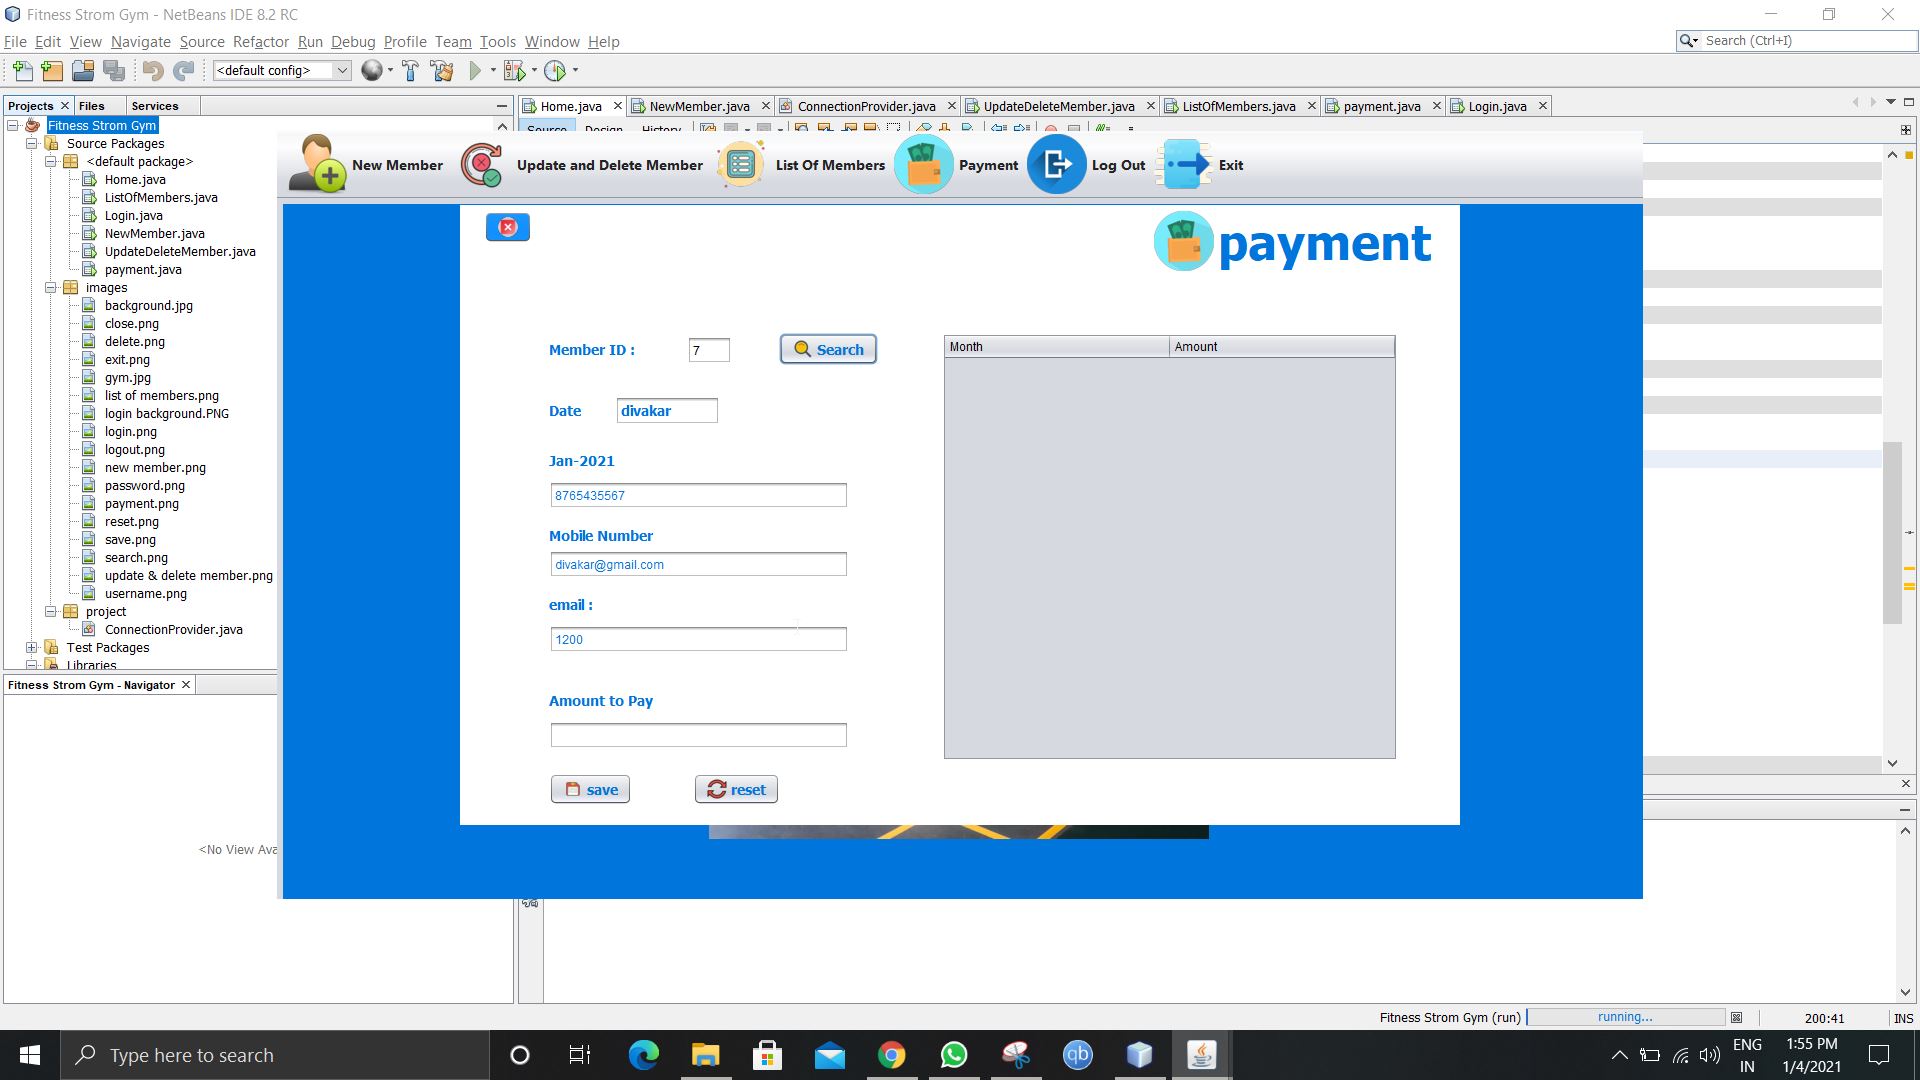 Fitness Strom Gym - NetBeans IDE 8.2 RC
File Edit View Navigate Source Refactor Run Debug Profile Team Tools Window Help
Search (Ctrl+I)
<default config>
Projects Files Services
Home.java NewMember.java ConnectionProvider.java UpdateDeleteMember.java ListOfMembers.java payment.java Login.java
Source Design History
Fitness Strom Gym
Source Packages
<default package>
Home.java
ListOfMembers.java
Login.java
NewMember.java
UpdateDeleteMember.java
payment.java
images
background.jpg
close.png
delete.png
exit.png
gym.jpg
list of members.png
login background.PNG
login.png
logout.png
new member.png
password.png
payment.png
reset.png
save.png
search.png
update & delete member.png
username.png
project
ConnectionProvider.java
Test Packages
Libraries
Fitness Strom Gym - Navigator
<No View Ava
New Member Update and Delete Member List Of Members Payment Log Out Exit
payment
Member ID : 7 Search
Date divakar
Jan-2021
8765435567
Mobile Number
divakar@gmail.com
email :
1200
Amount to Pay
save reset
Month Amount
Fitness Strom Gym (run) running... 200:41 INS
Type here to search
qb
ENG
IN
1:55 PM
1/4/2021